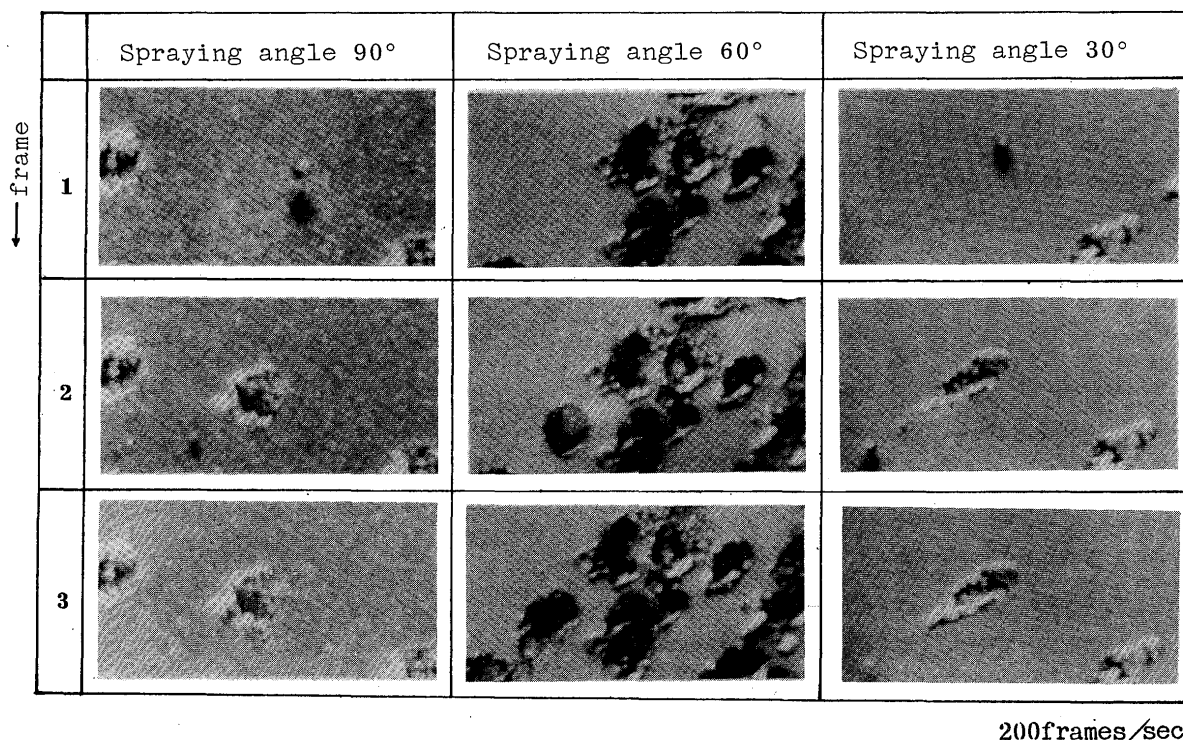 Spraying angle 90° Spraying angle 60° Spraying angle 30°
← frame
1
2
3
200frames/sec